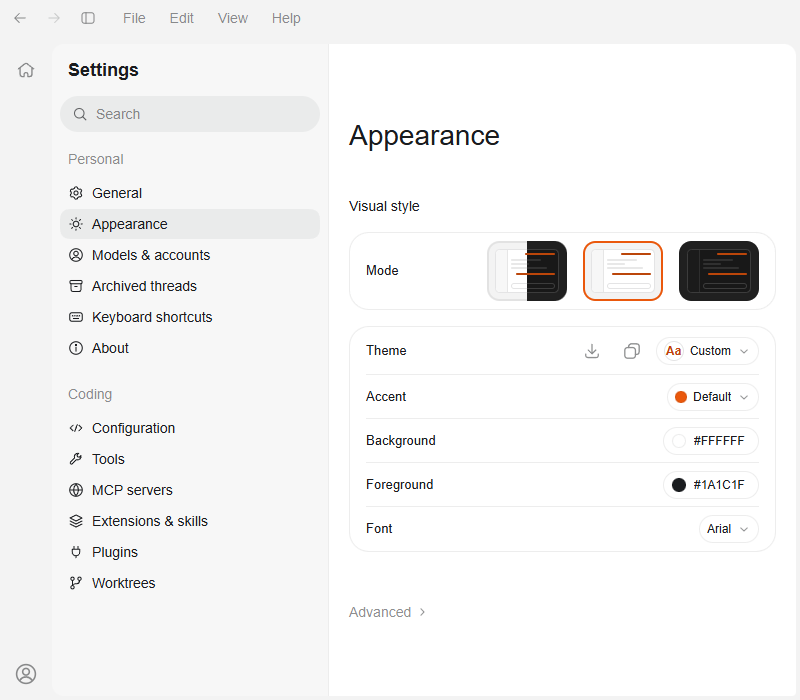 File Edit View Help
Settings
Search
Personal
General
Appearance
Models & accounts
Archived threads
Keyboard shortcuts
About
Coding
Configuration
Tools
MCP servers
Extensions & skills
Plugins
Worktrees
Appearance
Visual style
Mode
Theme Aa Custom
Accent Default
Background #FFFFFF
Foreground #1A1C1F
Font Arial
Advanced